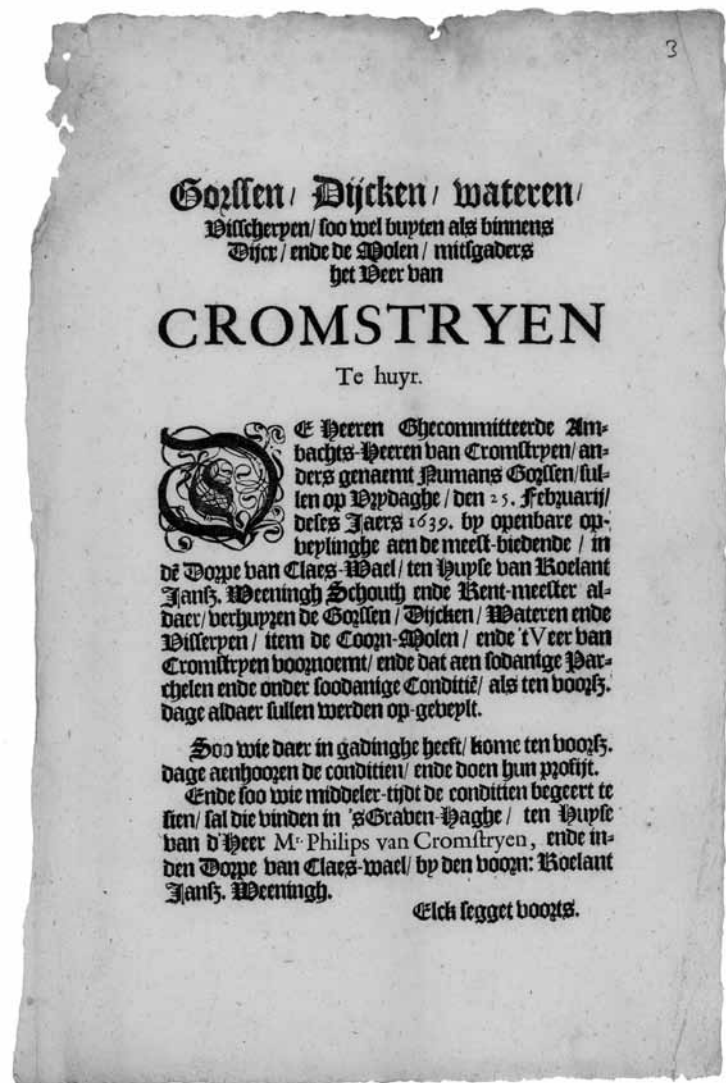 3
Gorssen/ Dijcken/ wateren/
Visscheryen/ soo wel buyten als binnens
Dijcx/ ende de Molen/ mitsgaders
het Veer van
CROMSTRYEN
Te huyr.
DE Heeren Ghecommitteerde Am-
bachts-Heeren van Cromstryen/ an-
ders genaemt Numans Gorssen/ sul-
len op Vrydaghe/ den 25. Februarij/
deses Jaers 1639. by openbare op-
veylinghe aen de meest-biedende/ in
dẽ Dorpe van Claes-Wael/ ten Huyse van Roelant
Jansz. Weeningh Schouth ende Rent-meester al-
daer/ verhuyren de Gorssen/ Dijcken/ Wateren ende
Visseryen/ item de Coorn-Molen/ ende 'tVeer van
Cromstryen voornoemt/ ende dat aen sodanige Par-
chelen ende onder soodanige Conditiẽ/ als ten voorsz.
dage aldaer sullen werden op-geveylt.
Soo wie daer in gadinghe heeft/ kome ten voorsz.
dage aenhooren de conditien/ ende doen hun profijt.
Ende soo wie middeler-tijdt de conditien begeert te
sien/ sal die vinden in 'sGraven-Haghe/ ten Huyse
van d'Heer Mr. Philips van Cromstryen, ende in-
den Dorpe van Claes-wael/ by den voorn: Roelant
Jansz. Weeningh.
Elck segget voorts.